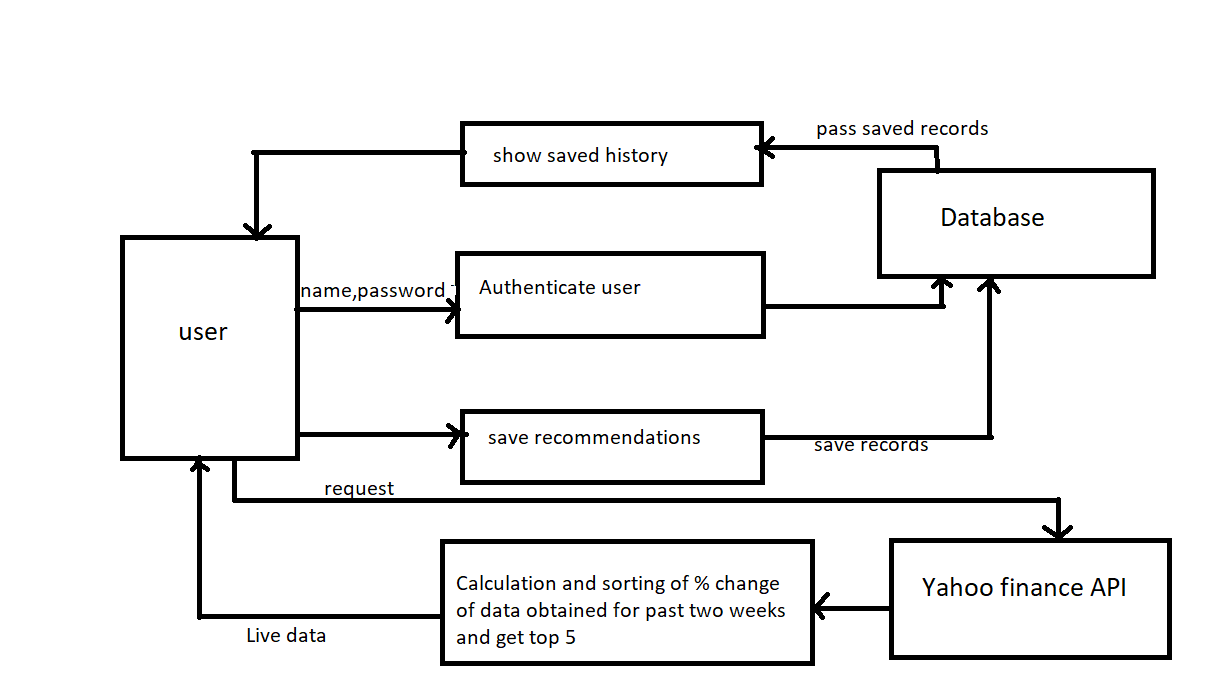 pass saved records
show saved history
Database
name,password
Authenticate user
user
save recommendations
save records
request
Calculation and sorting of % change
of data obtained for past two weeks
and get top 5
Yahoo finance API
Live data